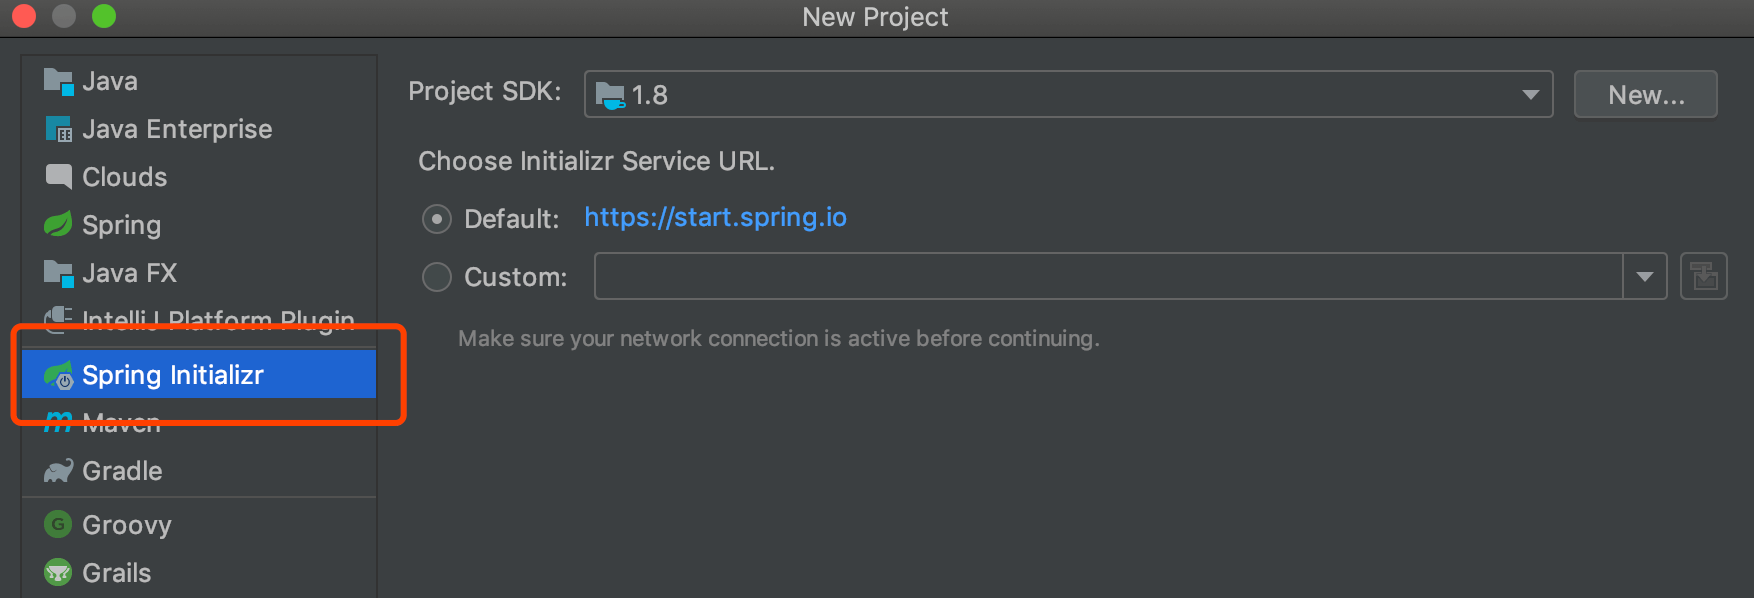 New Project
Java
Java Enterprise
Clouds
Spring
Java FX
IntelliJ Platform Plugin
Spring Initializr
Maven
Gradle
Groovy
Grails
Project SDK: 1.8 New...
Choose Initializr Service URL.
Default: https://start.spring.io
Custom:
Make sure your network connection is active before continuing.